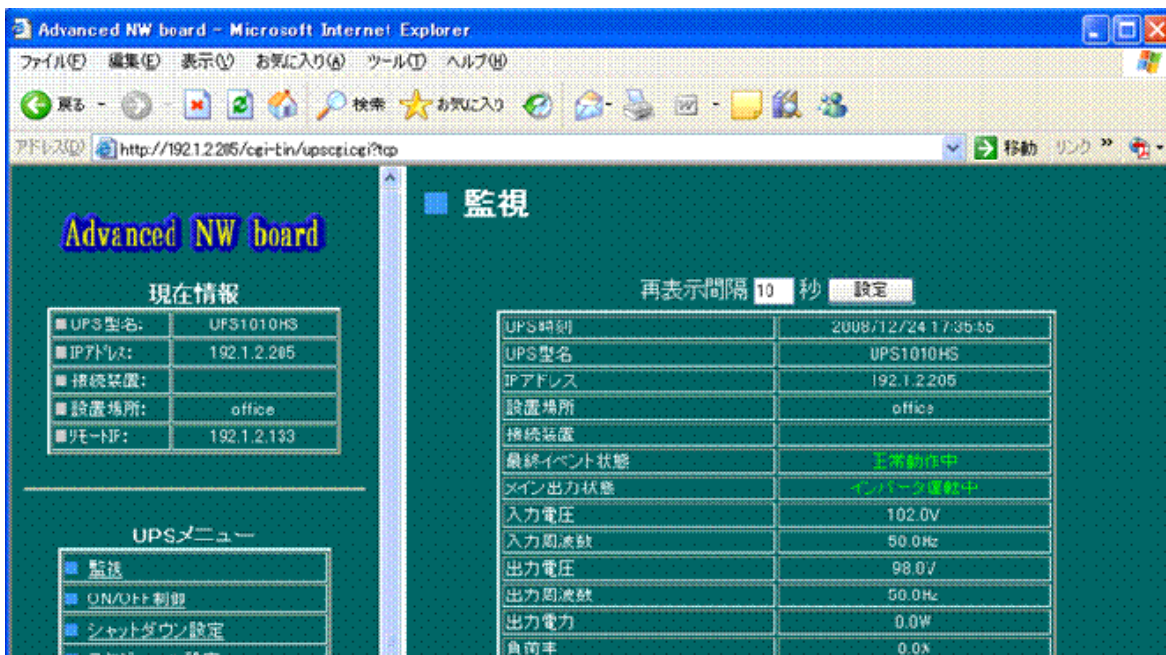 Advanced NW board - Microsoft Internet Explorer
ファイル(F) 編集(E) 表示(V) お気に入り(A) ツール(T) ヘルプ(H)
戻る 検索 お気に入り
アドレス(D) http://192.1.2.205/cgi-bin/upscgi.cgi?top 移動 リンク »
Advanced NW board
現在情報
UPS型名: UPS1010HS
IPアドレス: 192.1.2.205
接続装置:
設置場所: office
リモートIF: 192.1.2.133
UPSメニュー
監視
ON/OFF制御
シャットダウン設定
監視
再表示間隔 10 秒 設定
UPS時刻 2008/12/24 17:35:55
UPS型名 UPS1010HS
IPアドレス 192.1.2.205
設置場所 office
接続装置
最終イベント状態 正常動作中
メイン出力状態 インバータ運転中
入力電圧 102.0V
入力周波数 50.0Hz
出力電圧 98.0V
出力周波数 50.0Hz
出力電力 0.0W
負荷率 0.0%